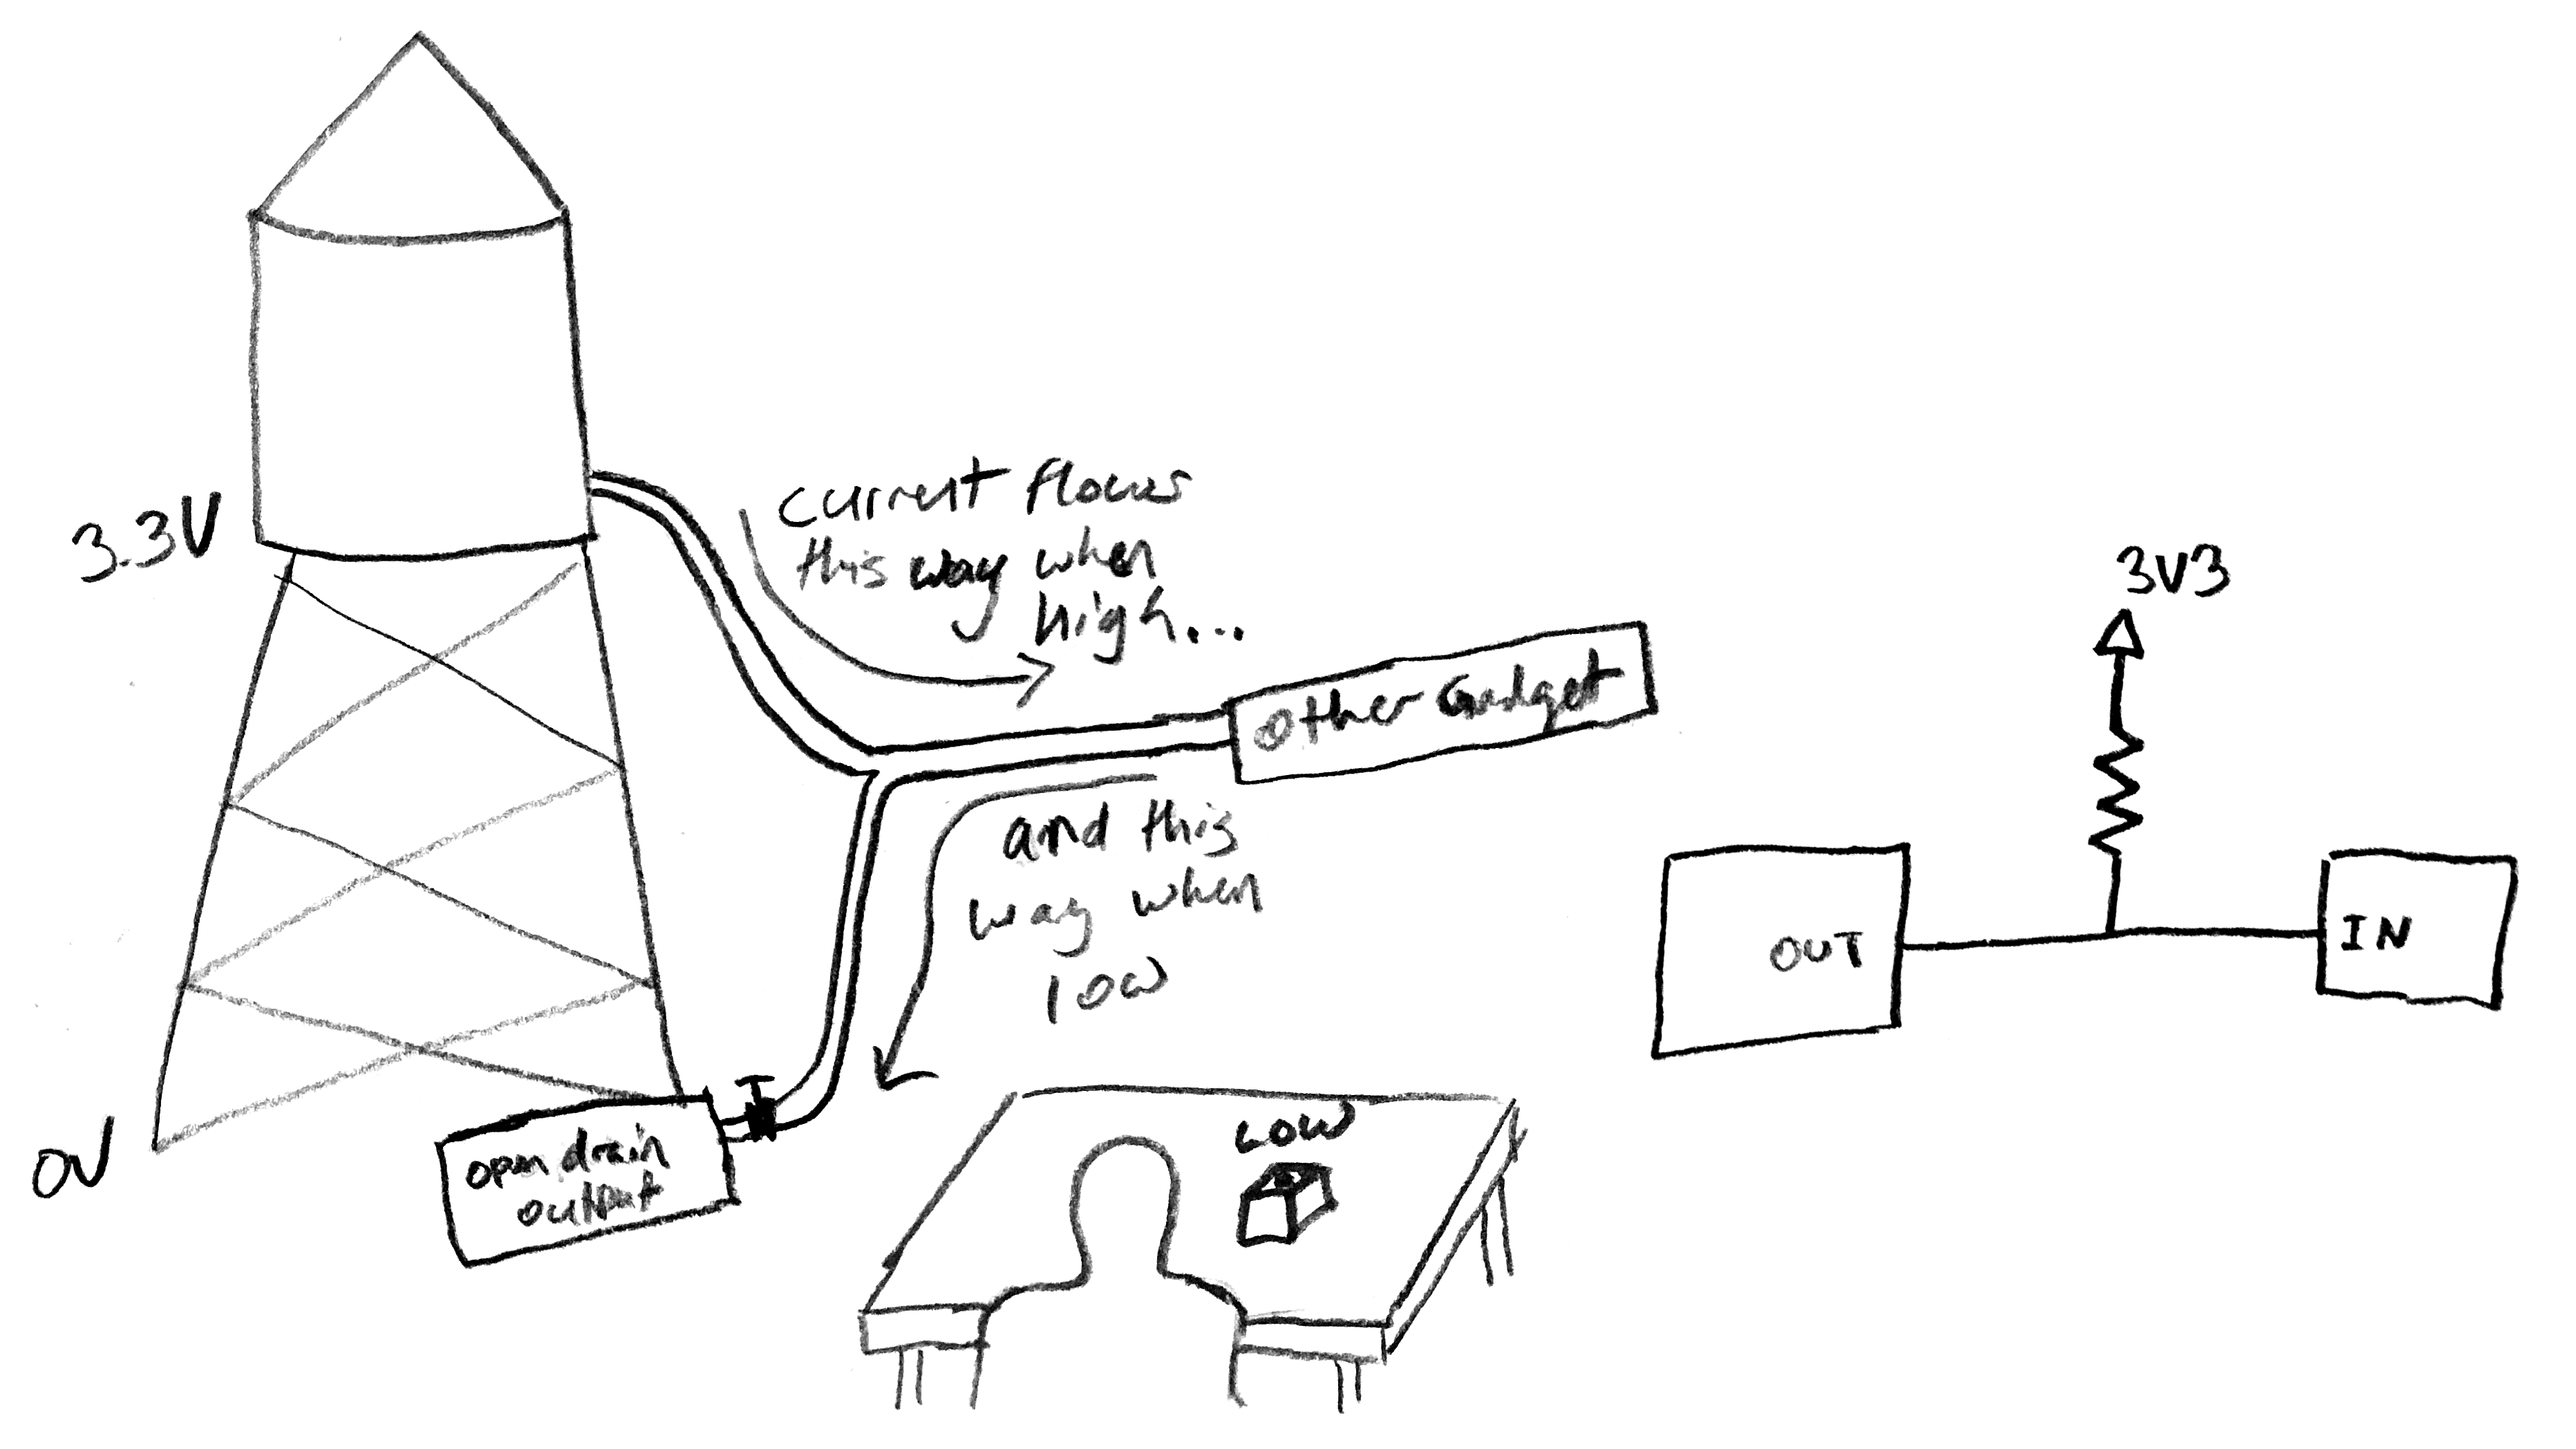 3.3V
0V
current flows
this way when
high...
Other Gadget
and this
way when
low
open drain
output
LOW
3V3
OUT
IN